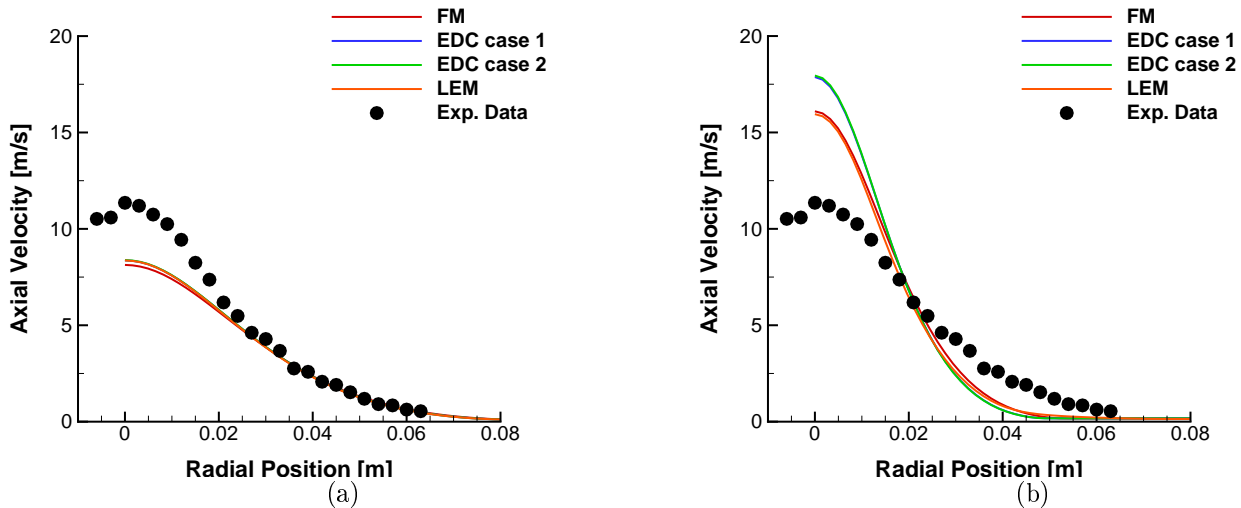 FM
EDC case 1
EDC case 2
LEM
Exp. Data
20
15
10
5
0
Axial Velocity [m/s]
0 0.02 0.04 0.06 0.08
Radial Position [m]
(a)
FM
EDC case 1
EDC case 2
LEM
Exp. Data
20
15
10
5
0
Axial Velocity [m/s]
0 0.02 0.04 0.06 0.08
Radial Position [m]
(b)